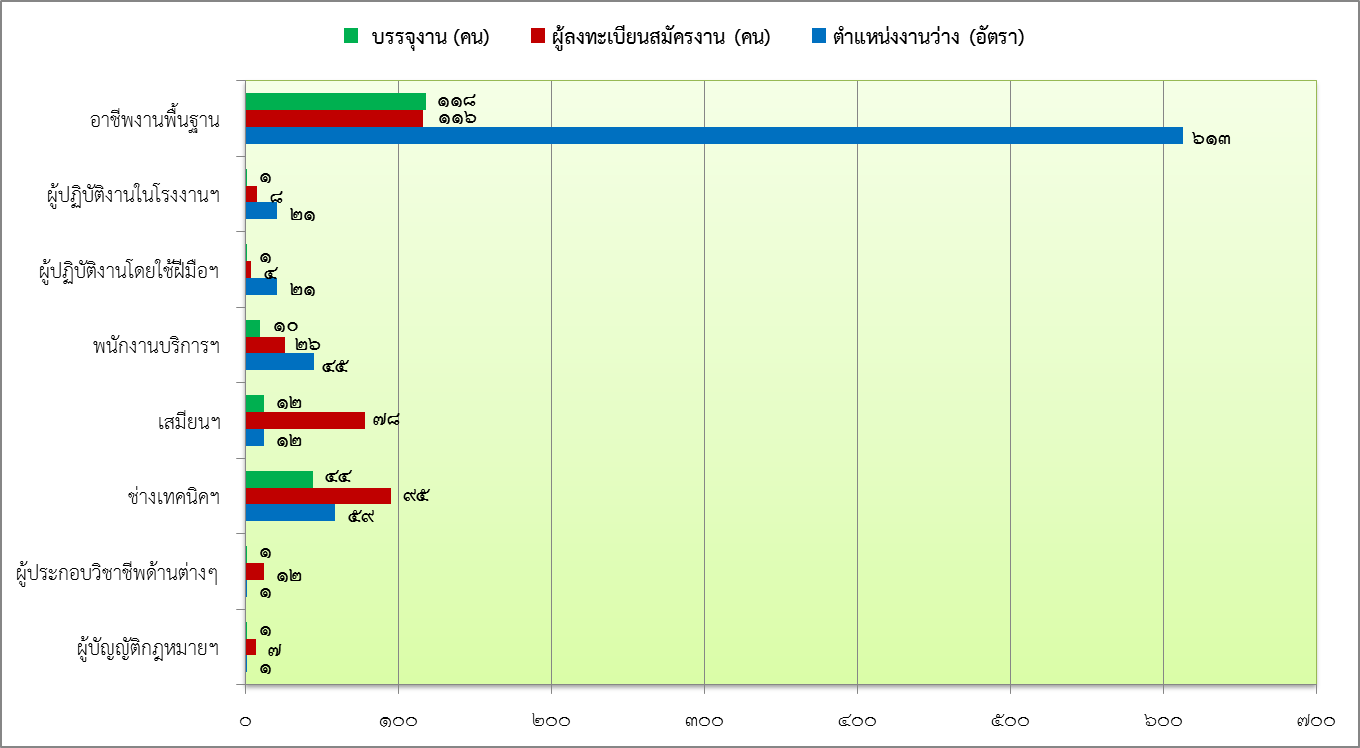 บรรจุงาน (คน) ผู้ลงทะเบียนสมัครงาน (คน) ตำแหน่งงานว่าง (อัตรา)
อาชีพงานพื้นฐาน ๑๑๘
๑๑๖
๖๑๓
ผู้ปฏิบัติงานในโรงงานฯ ๑
๘
๒๑
ผู้ปฏิบัติงานโดยใช้ฝีมือฯ ๑
๔
๒๑
พนักงานบริการฯ ๑๐
๒๖
๔๕
เสมียนฯ ๑๒
๗๘
๑๒
ช่างเทคนิคฯ ๔๔
๙๕
๕๙
ผู้ประกอบวิชาชีพด้านต่างๆ ๑
๑๒
๑
ผู้บัญญัติกฎหมายฯ ๑
๗
๑
๐ ๑๐๐ ๒๐๐ ๓๐๐ ๔๐๐ ๕๐๐ ๖๐๐ ๗๐๐